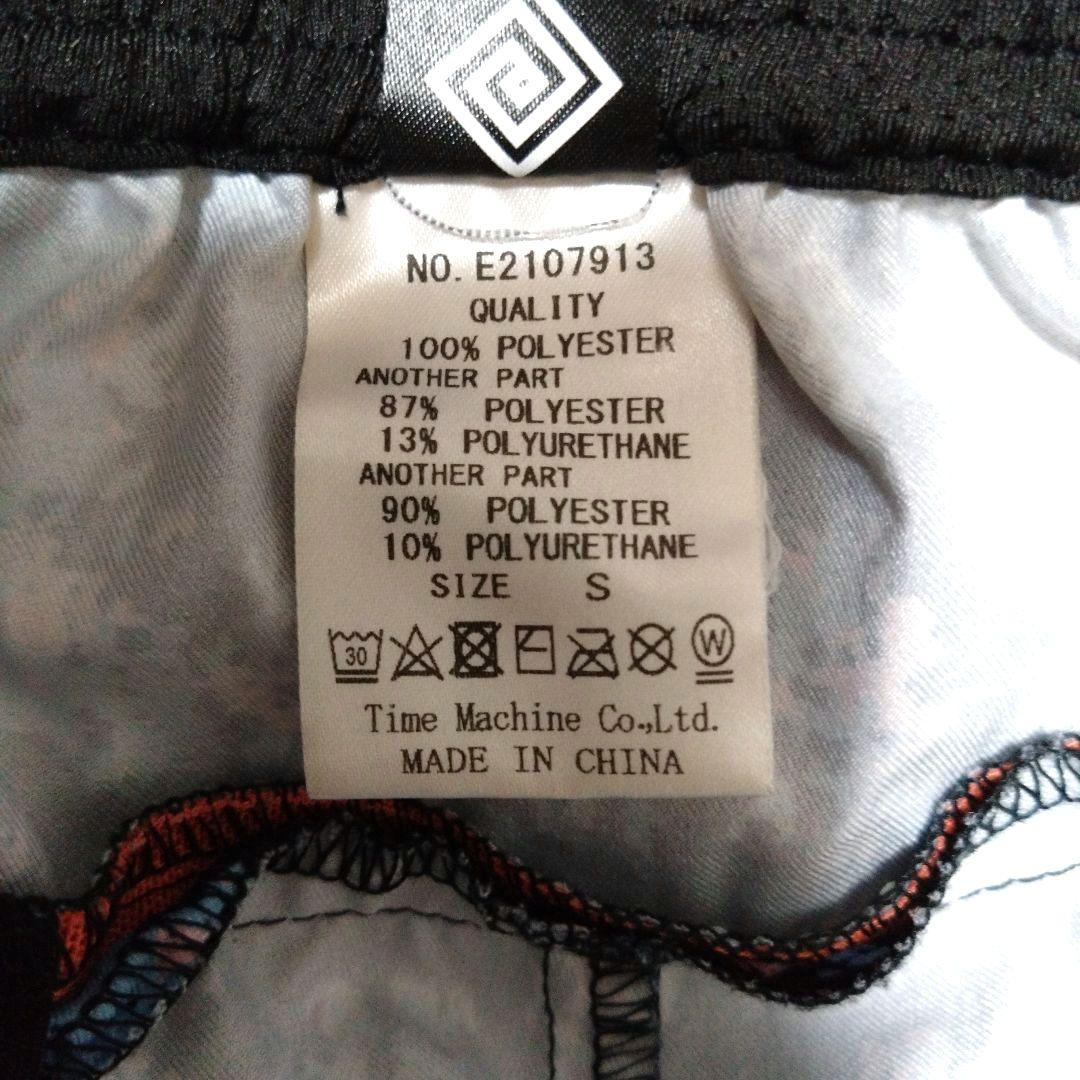 NO. E2107913
QUALITY
100% POLYESTER
ANOTHER PART
87% POLYESTER
13% POLYURETHANE
ANOTHER PART
90% POLYESTER
10% POLYURETHANE
SIZE S
30 W
Time Machine Co.,Ltd.
MADE IN CHINA